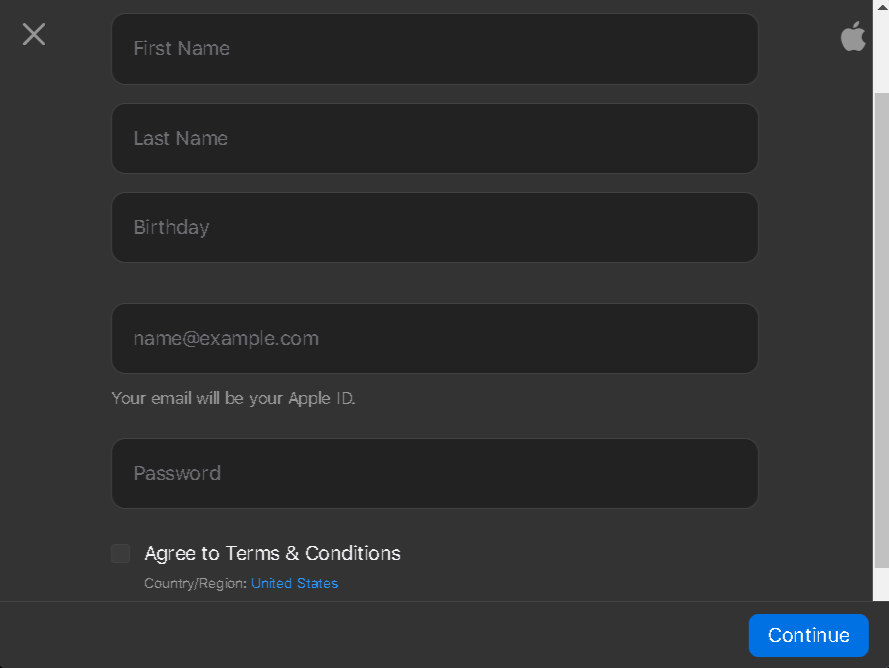 First Name
Last Name
Birthday
name@example.com
Your email will be your Apple ID.
Password
Agree to Terms & Conditions
Country/Region: United States
Continue